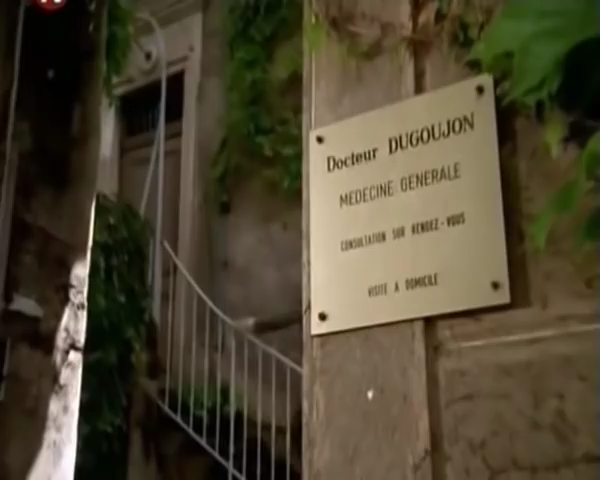 Docteur DUGOUJON
MEDECINE GENERALE
CONSULTATION SUR RENDEZ-VOUS
VISITE A DOMICILE